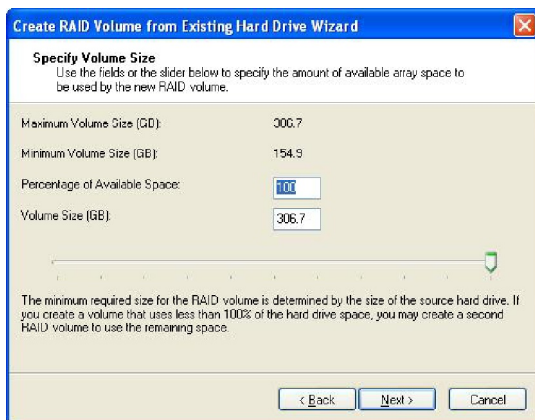 Create RAID Volume from Existing Hard Drive Wizard
Specify Volume Size
Use the fields or the slider below to specify the amount of available array space to
be used by the new RAID volume.
Maximum Volume Size (GB): 306.7
Minimum Volume Size (GB): 154.9
Percentage of Available Space: 100
Volume Size (GB): 306.7
The minimum required size for the RAID volume is determined by the size of the source hard drive. If
you create a volume that uses less than 100% of the hard drive space, you may create a second
RAID volume to use the remaining space.
< Back Next > Cancel